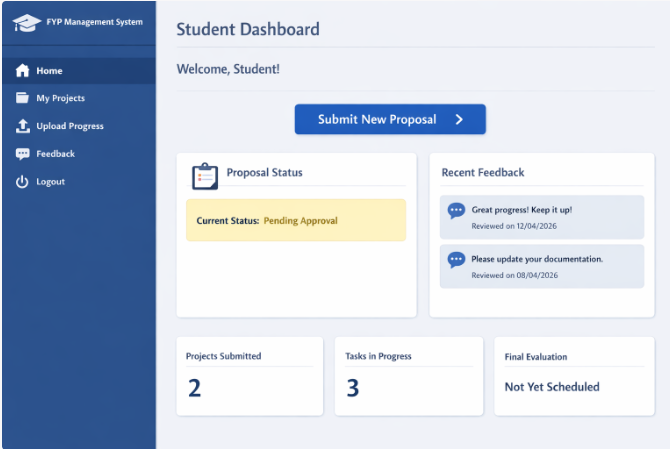 FYP Management System
Home
My Projects
Upload Progress
Feedback
Logout
Student Dashboard
Welcome, Student!
Submit New Proposal
Proposal Status
Current Status: Pending Approval
Recent Feedback
Great progress! Keep it up!
Reviewed on 12/04/2026
Please update your documentation.
Reviewed on 08/04/2026
Projects Submitted
2
Tasks in Progress
3
Final Evaluation
Not Yet Scheduled